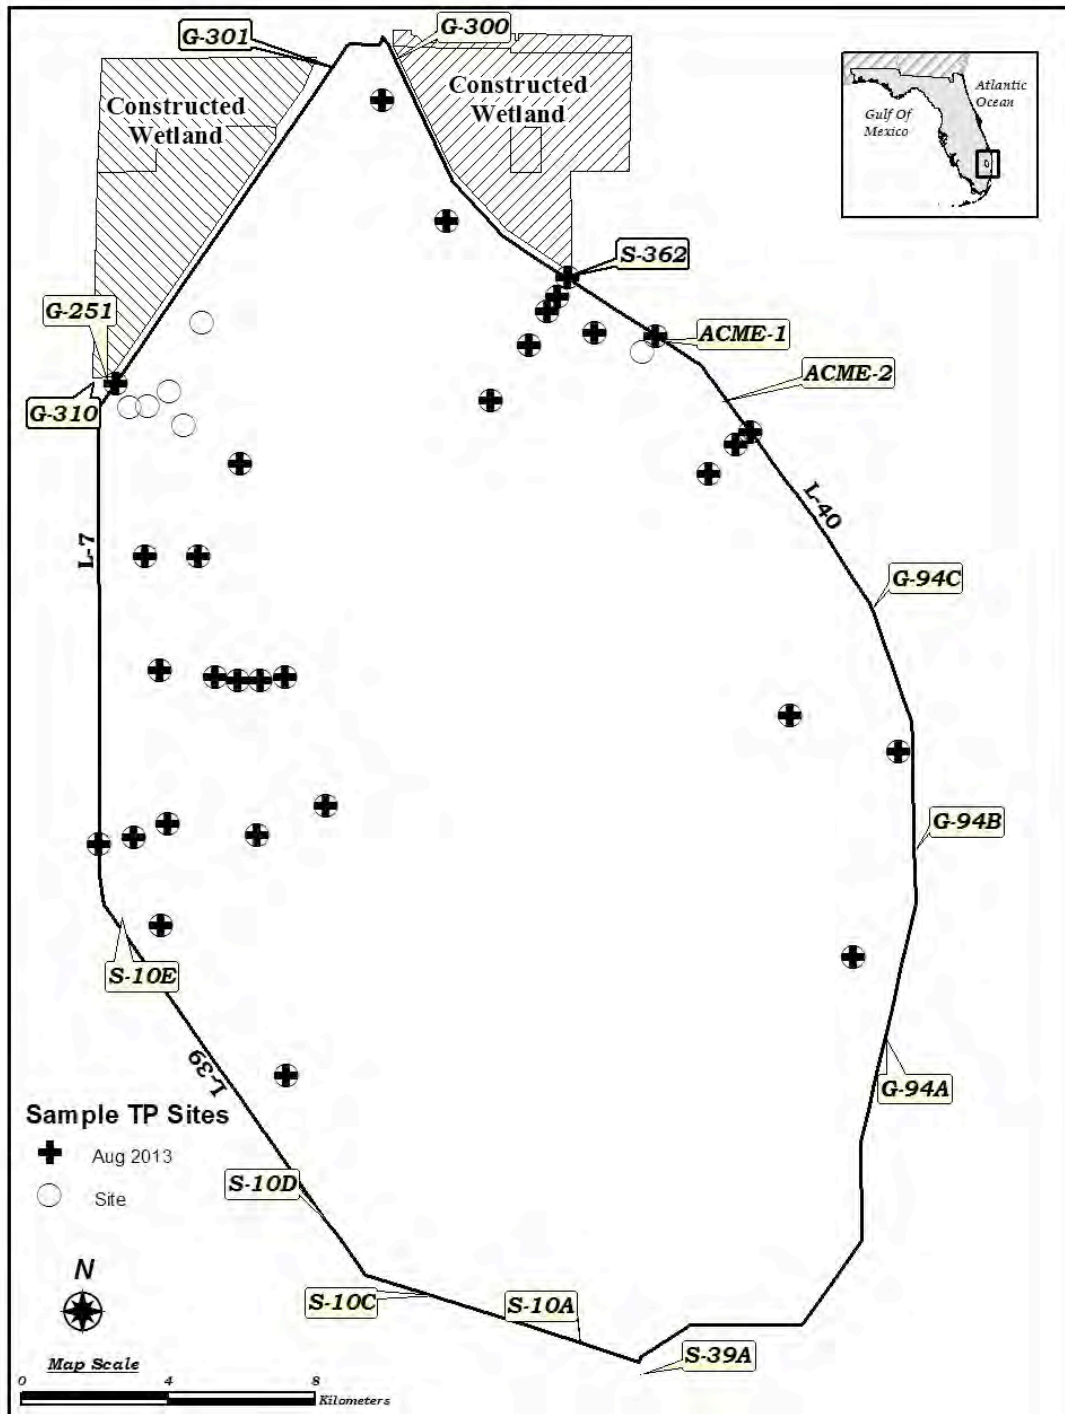 G-301
G-300
Constructed
Wetland
Constructed
Wetland
Atlantic
Ocean
Gulf Of
Mexico
S-362
G-251
ACME-1
ACME-2
G-310
L-40
L-7
G-94C
G-94B
S-10E
L-39
G-94A
Sample TP Sites
Aug 2013
Site
S-10D
N
S-10C
S-10A
S-39A
Map Scale
0 4 8
Kilometers